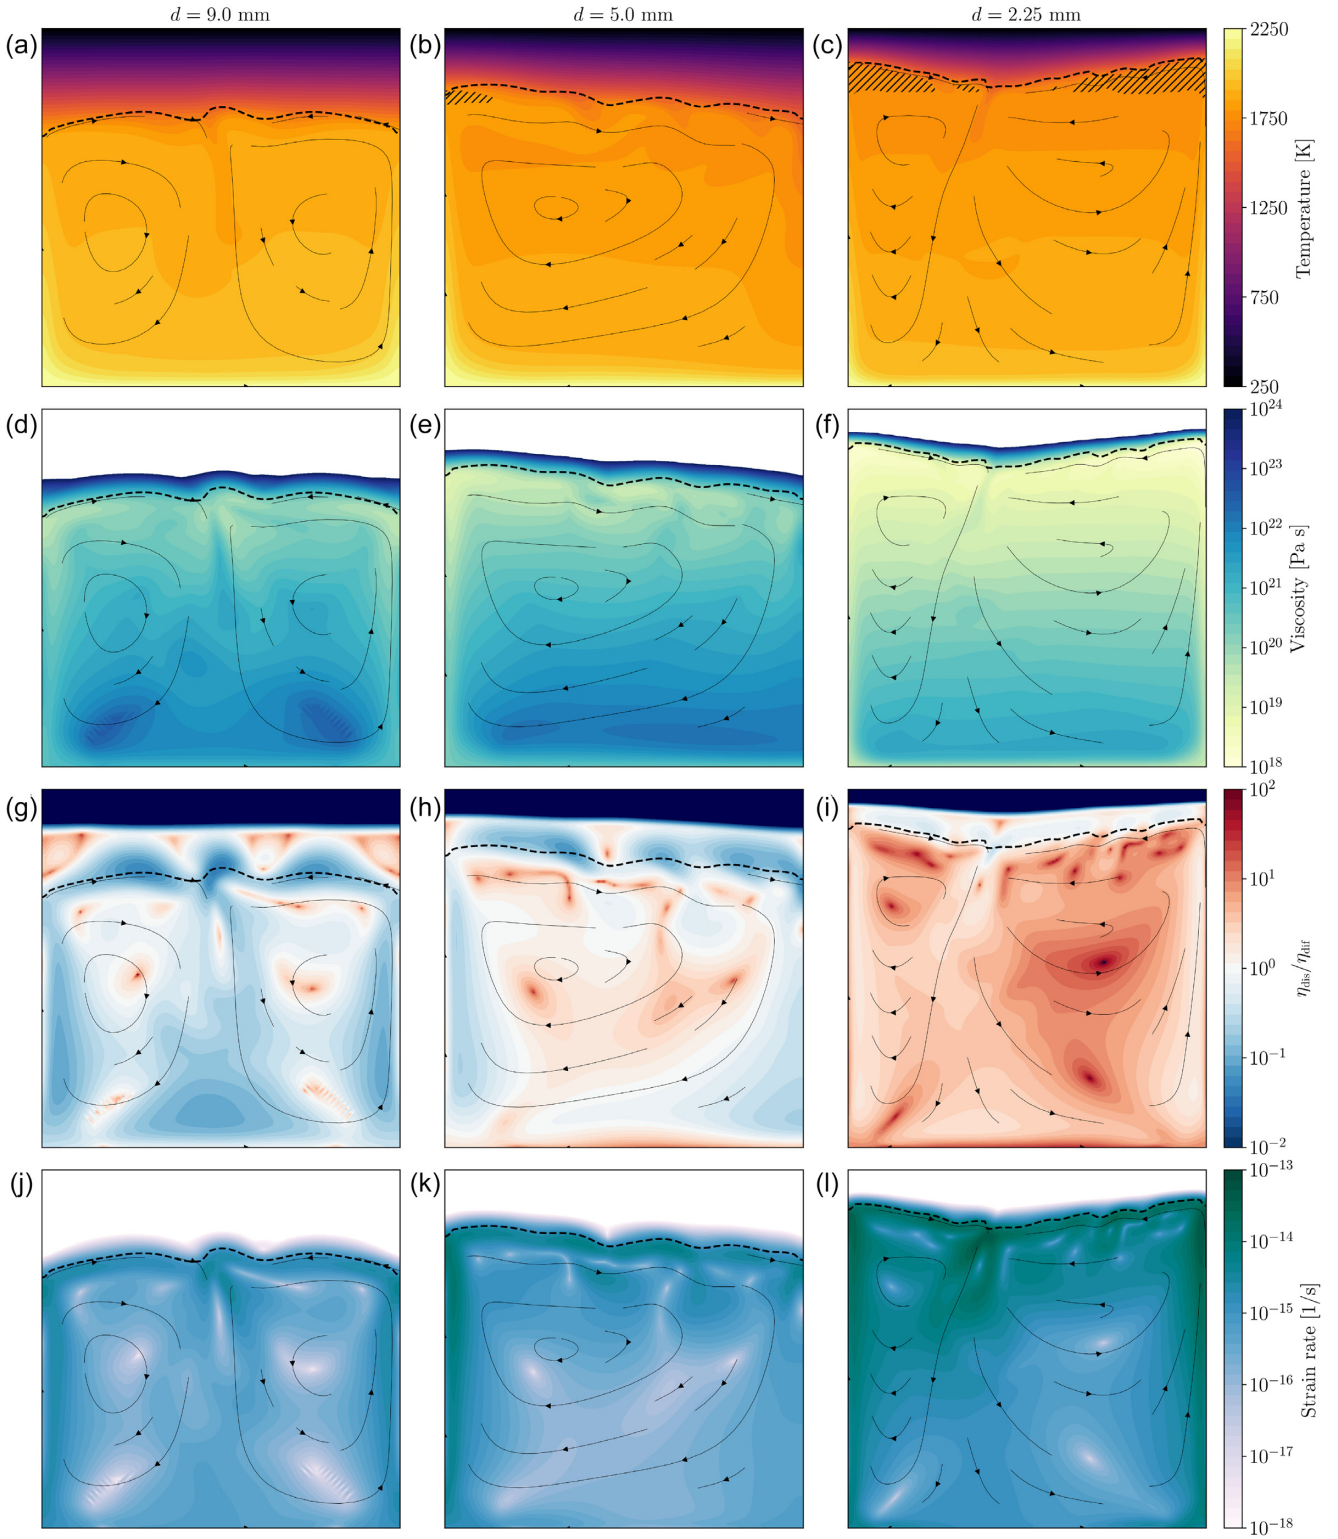 d = 9.0 mm
d = 5.0 mm
d = 2.25 mm
(a)
(b)
(c)
2250
1750
1250
750
250
Temperature [K]
(d)
(e)
(f)
10^24
10^23
10^22
10^21
10^20
10^19
10^18
Viscosity [Pa s]
(g)
(h)
(i)
10^2
10^1
10^0
10^−1
10^−2
η_dis/η_dif
(j)
(k)
(l)
10^−13
10^−14
10^−15
10^−16
10^−17
10^−18
Strain rate [1/s]